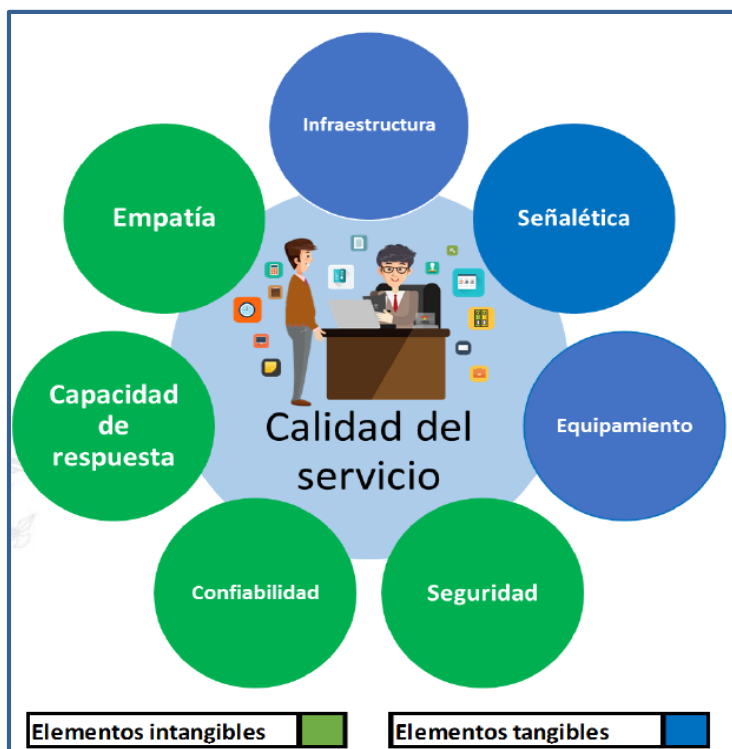 Infraestructura
Empatía
Señalética
Capacidad
de
respuesta
Equipamiento
Calidad del
servicio
Confiabilidad
Seguridad
Elementos intangibles
Elementos tangibles